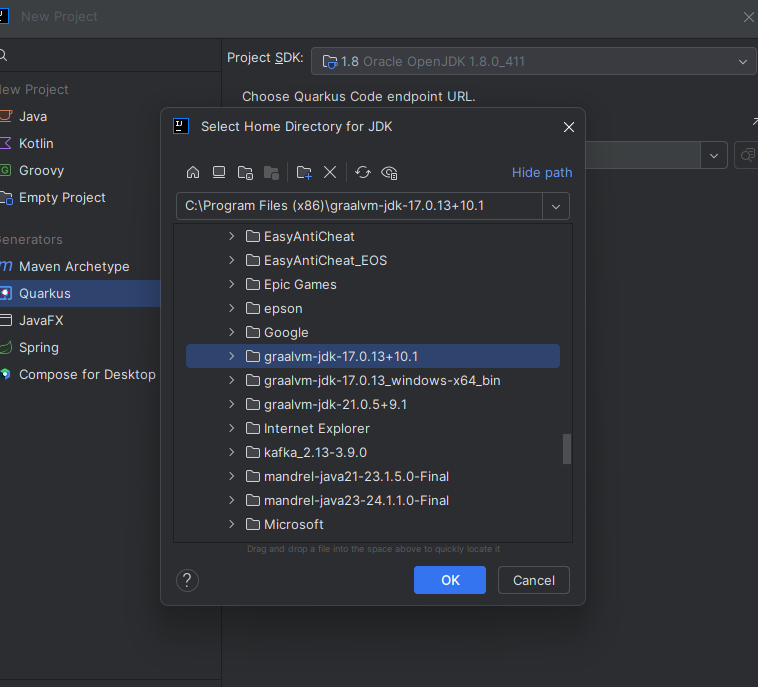 New Project
Project SDK:
1.8 Oracle OpenJDK 1.8.0_411
Choose Quarkus Code endpoint URL.
ew Project
Java
Kotlin
Groovy
Empty Project
enerators
Maven Archetype
Quarkus
JavaFX
Spring
Compose for Desktop
IJ
Select Home Directory for JDK
Hide path
C:\Program Files (x86)\graalvm-jdk-17.0.13+10.1
EasyAntiCheat
EasyAntiCheat_EOS
Epic Games
epson
Google
graalvm-jdk-17.0.13+10.1
graalvm-jdk-17.0.13_windows-x64_bin
graalvm-jdk-21.0.5+9.1
Internet Explorer
kafka_2.13-3.9.0
mandrel-java21-23.1.5.0-Final
mandrel-java23-24.1.1.0-Final
Microsoft
Drag and drop a file into the space above to quickly locate it
?
OK
Cancel